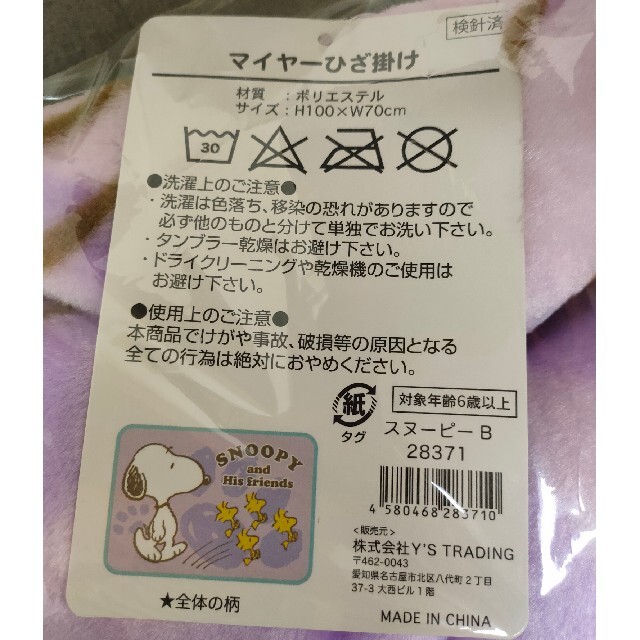 検針済
マイヤーひざ掛け
材質　：ポリエステル
サイズ：H100×W70cm
30
●洗濯上のご注意●
・洗濯は色落ち、移染の恐れがありますので
必ず他のものと分けて単独でお洗い下さい。
・タンブラー乾燥はお避け下さい。
・ドライクリーニングや乾燥機のご使用は
お避け下さい。
●使用上のご注意●
本商品でけがや事故、破損等の原因となる
全ての行為は絶対におやめください。
紙
タグ
対象年齢6歳以上
スヌーピー B
28371
4 580468 283710
SNOOPY
and
His friends
★全体の柄
＜販売元＞
株式会社Y'S TRADING
〒462-0043
愛知県名古屋市北区八代町2丁目
37-3 大西ビル1階
MADE IN CHINA